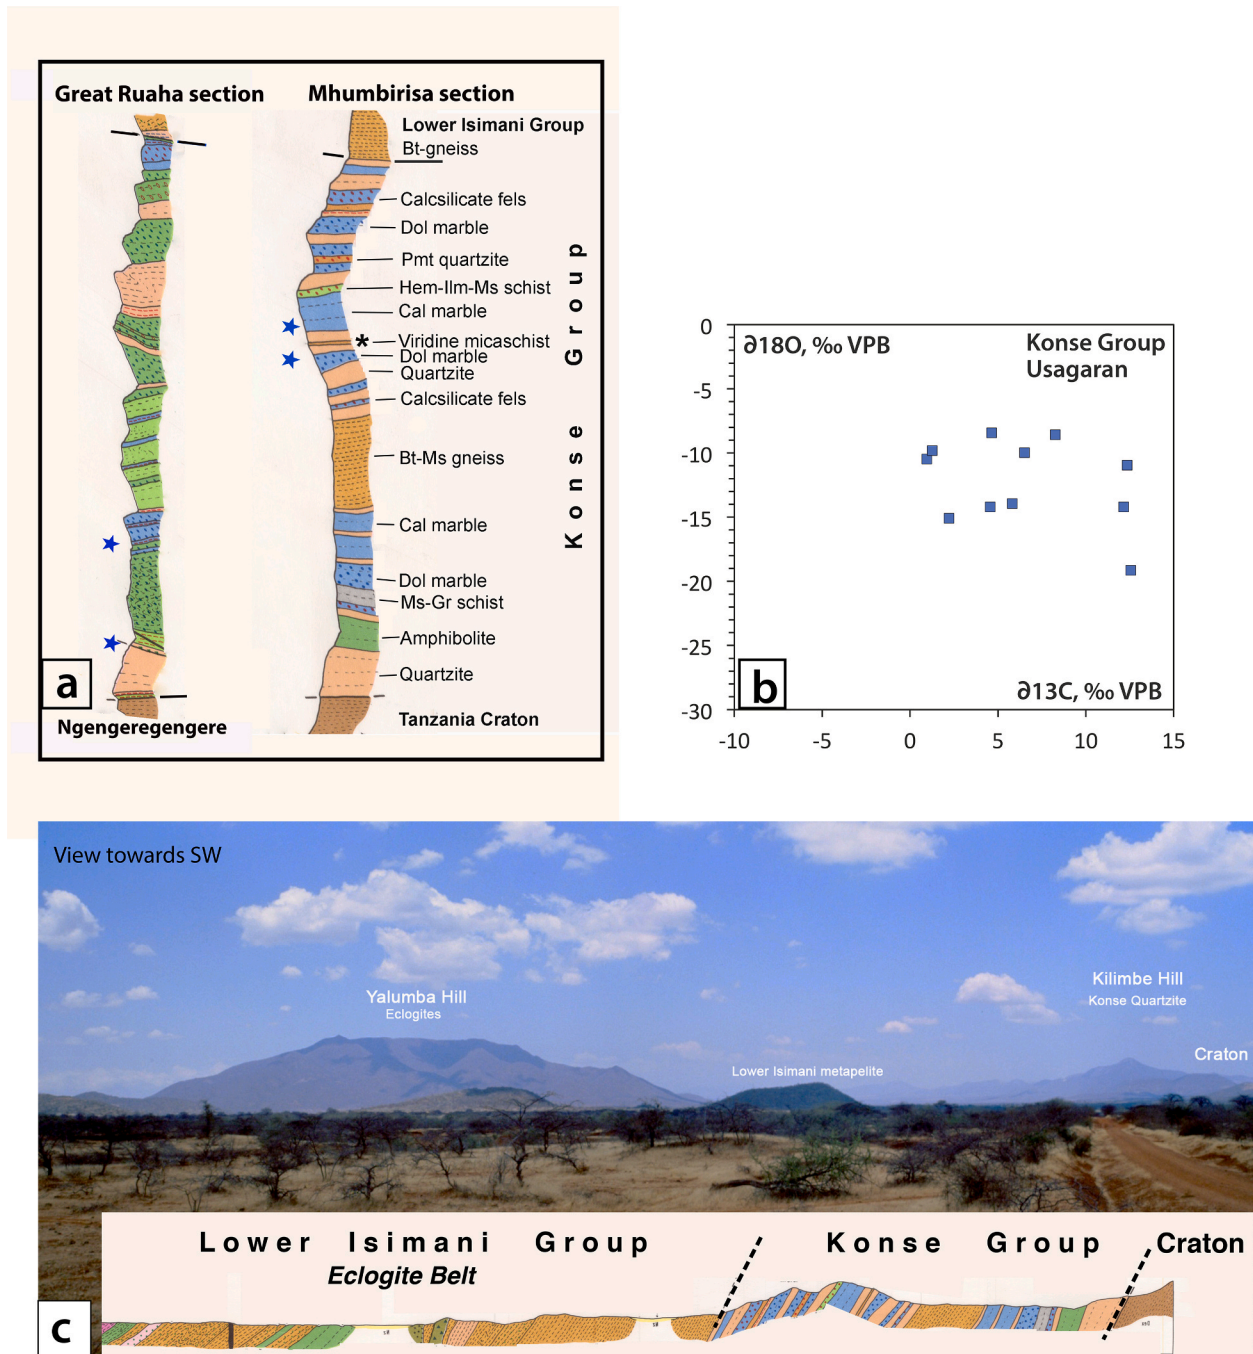 Great Ruaha section
Mhumbirisa section
Lower Isimani Group
Bt-gneiss
Calcsilicate fels
Dol marble
Pmt quartzite
Hem-Ilm-Ms schist
Cal marble
*
Viridine micaschist
Dol marble
Quartzite
Calcsilicate fels
Bt-Ms gneiss
Cal marble
Dol marble
Ms-Gr schist
Amphibolite
Quartzite
Tanzania Craton
Konse Group
Ngengeregengere
a
∂18O, ‰ VPB
Konse Group
Usagaran
0
-5
-10
-15
-20
-25
-30
∂13C, ‰ VPB
-10
-5
0
5
10
15
b
View towards SW
Yalumba Hill
Eclogites
Kilimbe Hill
Konse Quartzite
Craton
Lower Isimani metapelite
Lower Isimani Group
Eclogite Belt
Konse Group
Craton
c